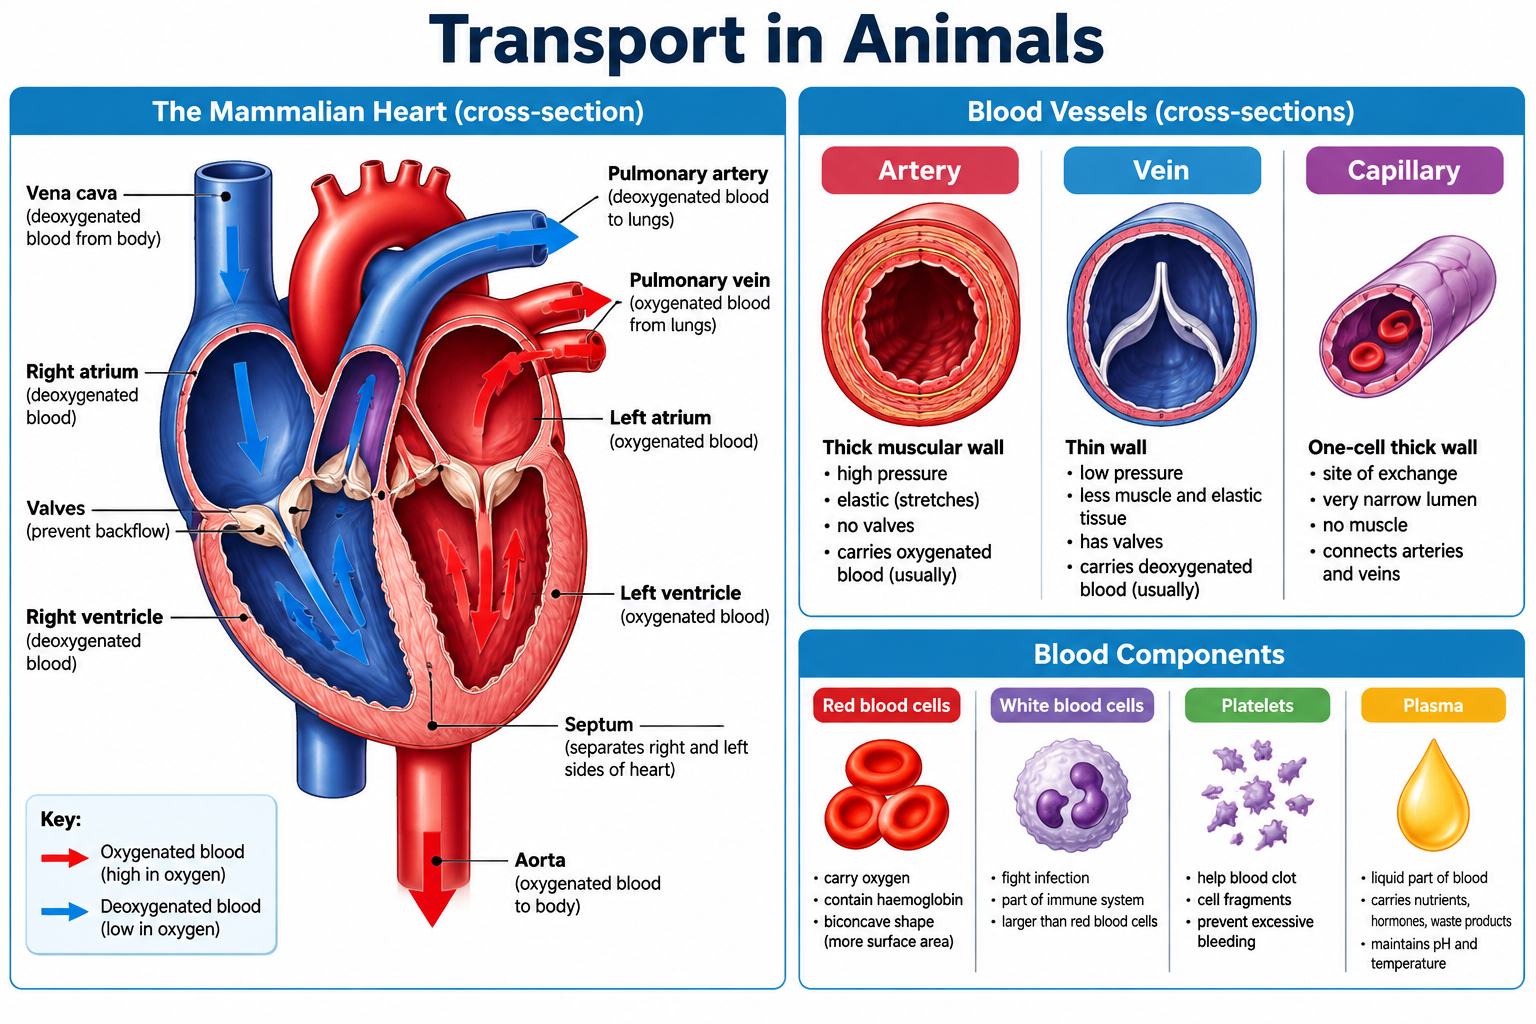 Transport in Animals
The Mammalian Heart (cross-section)
Vena cava
(deoxygenated
blood from body)
Right atrium
(deoxygenated
blood)
Valves
(prevent backflow)
Right ventricle
(deoxygenated
blood)
Pulmonary artery
(deoxygenated blood
to lungs)
Pulmonary vein
(oxygenated blood
from lungs)
Left atrium
(oxygenated blood)
Left ventricle
(oxygenated blood)
Septum
(separates right and left
sides of heart)
Aorta
(oxygenated blood
to body)
Key:
Oxygenated blood
(high in oxygen)
Deoxygenated blood
(low in oxygen)
Blood Vessels (cross-sections)
Artery
Thick muscular wall
• high pressure
• elastic (stretches)
• no valves
• carries oxygenated
blood (usually)
Vein
Thin wall
• low pressure
• less muscle and elastic
tissue
• has valves
• carries deoxygenated
blood (usually)
Capillary
One-cell thick wall
• site of exchange
• very narrow lumen
• no muscle
• connects arteries
and veins
Blood Components
Red blood cells
• carry oxygen
• contain haemoglobin
• biconcave shape
(more surface area)
White blood cells
• fight infection
• part of immune system
• larger than red blood cells
Platelets
• help blood clot
• cell fragments
• prevent excessive
bleeding
Plasma
• liquid part of blood
• carries nutrients,
hormones, waste products
• maintains pH and
temperature